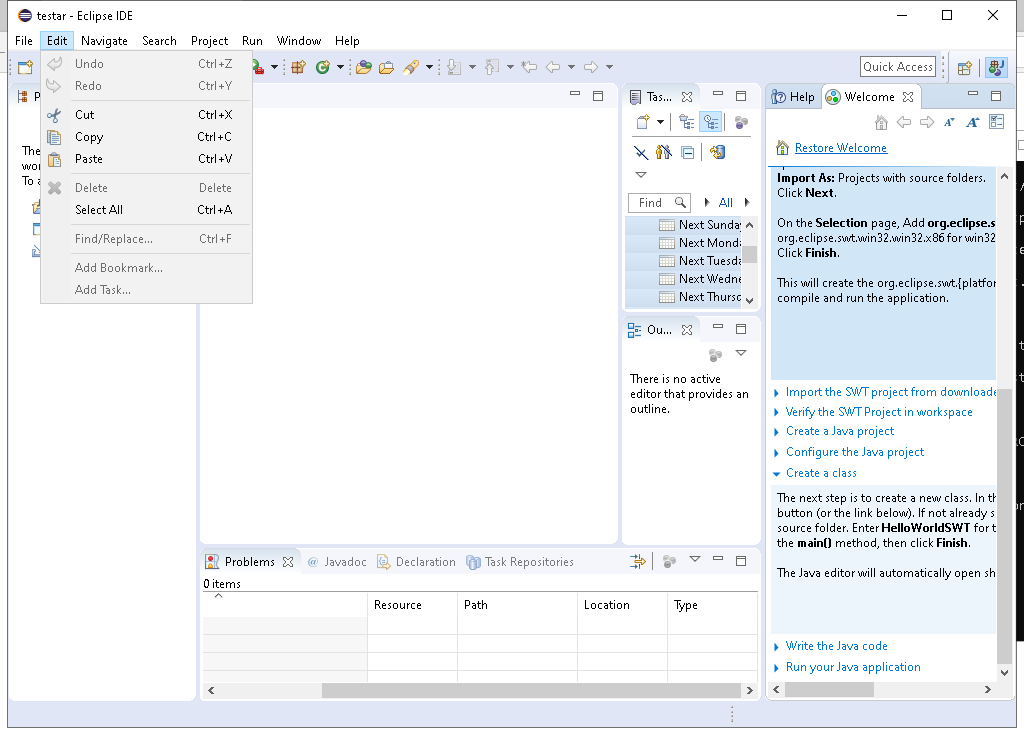 testar - Eclipse IDE
File Edit Navigate Search Project Run Window Help
Undo Ctrl+Z
Redo Ctrl+Y
Cut Ctrl+X
Copy Ctrl+C
Paste Ctrl+V
Delete Delete
Select All Ctrl+A
Find/Replace... Ctrl+F
Add Bookmark...
Add Task...
Quick Access
P
The
wor
To a
Tas...
Find All
Next Sunday
Next Monda
Next Tuesda
Next Wedne
Next Thursd
Ou...
There is no active
editor that provides an
outline.
Help Welcome
Restore Welcome
Import As: Projects with source folders.
Click Next.
On the Selection page, Add org.eclipse.s
org.eclipse.swt.win32.win32.x86 for win32
Click Finish.
This will create the org.eclipse.swt.{platfor
compile and run the application.
Import the SWT project from downloade
Verify the SWT Project in workspace
Create a Java project
Configure the Java project
Create a class
The next step is to create a new class. In th
button (or the link below). If not already s
source folder. Enter HelloWorldSWT for t
the main() method, then click Finish.
The Java editor will automatically open sh
Write the Java code
Run your Java application
Problems Javadoc Declaration Task Repositories
0 items
Resource Path Location Type